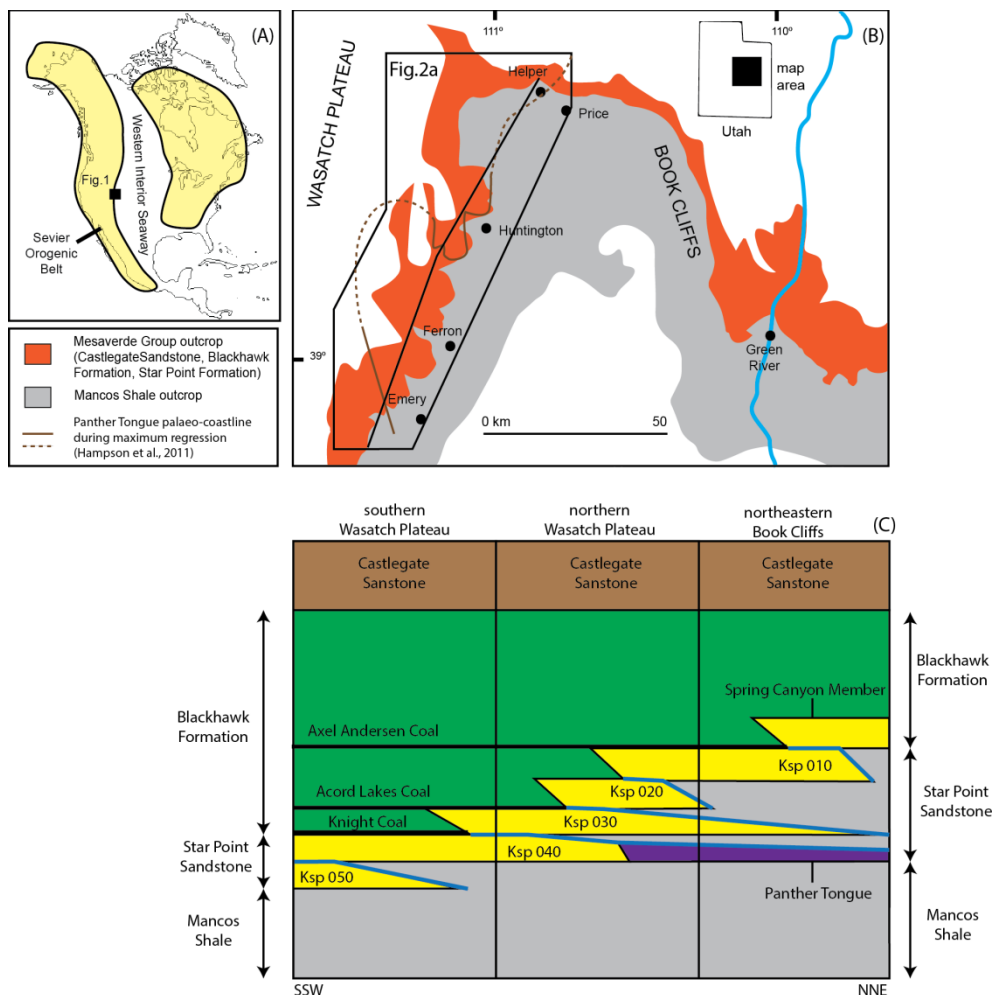 (A)
Fig.1
Western Interior Seaway
Sevier
Orogenic
Belt
Mesaverde Group outcrop
(CastlegateSandstone, Blackhawk
Formation, Star Point Formation)
Mancos Shale outcrop
Panther Tongue palaeo-coastline
during maximum regression
(Hampson et al., 2011)
111º
110º
(B)
Fig.2a
WASATCH PLATEAU
Helper
Price
map
area
Utah
BOOK CLIFFS
Huntington
Ferron
39º
Emery
Green
River
0 km
50
(C)
southern
Wasatch Plateau
northern
Wasatch Plateau
northeastern
Book Cliffs
Castlegate
Sanstone
Castlegate
Sanstone
Castlegate
Sanstone
Blackhawk
Formation
Star Point
Sandstone
Mancos
Shale
Spring Canyon Member
Axel Andersen Coal
Ksp 010
Acord Lakes Coal
Ksp 020
Knight Coal
Ksp 030
Ksp 040
Ksp 050
Panther Tongue
Blackhawk
Formation
Star Point
Sandstone
Mancos
Shale
SSW
NNE